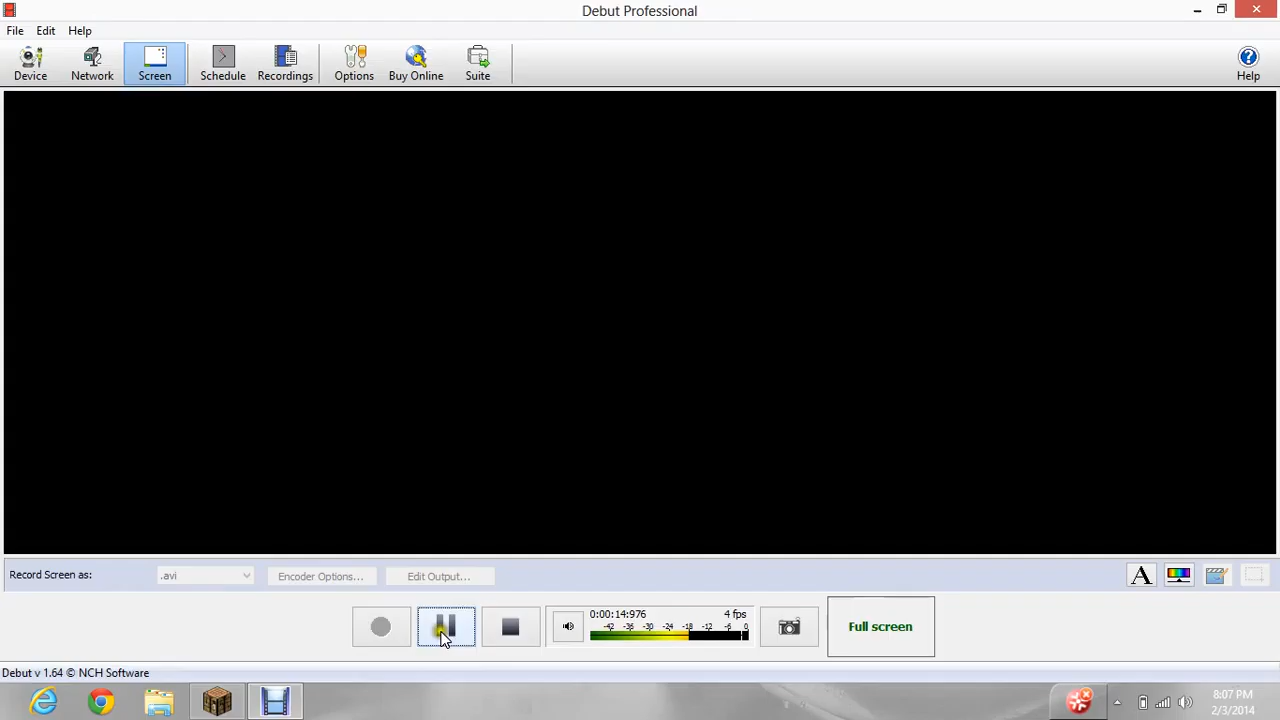 Debut Professional
File Edit Help
Device Network Screen Schedule Recordings Options Buy Online Suite Help
Record Screen as: .avi Encoder Options... Edit Output... A
0:00:14:976 4 fps
-42 -36 -30 -24 -18 -12 -6 0
Full screen
Debut v 1.64 © NCH Software
8:07 PM
2/3/2014